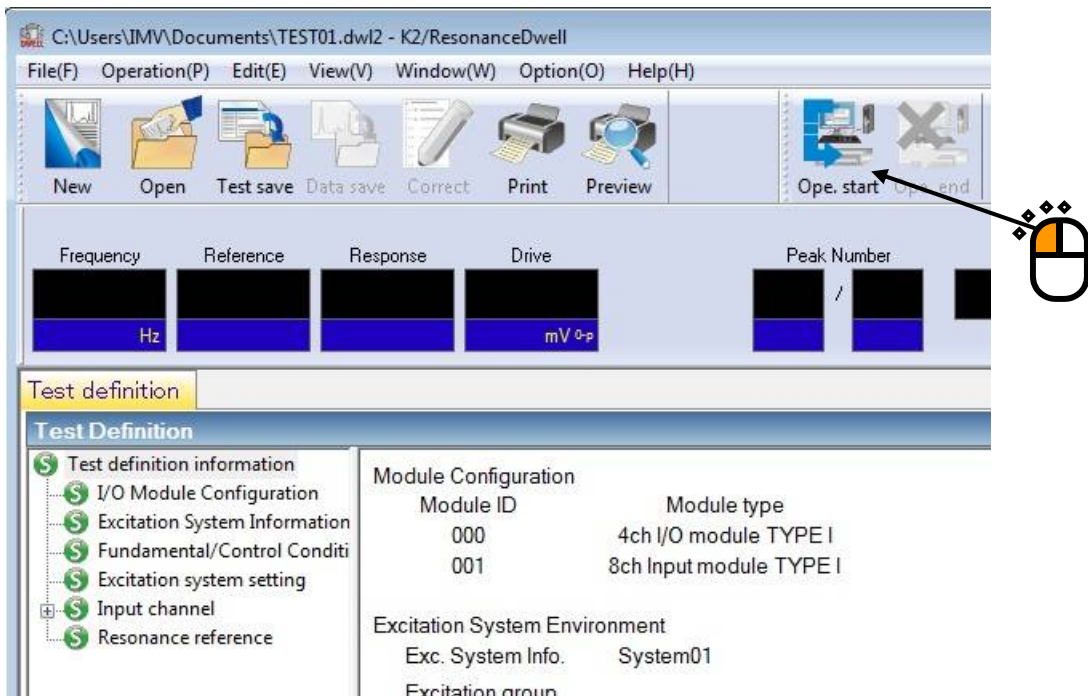 C:\Users\IMV\Documents\TEST01.dwl2 - K2/ResonanceDwell
File(F) Operation(P) Edit(E) View(V) Window(W) Option(O) Help(H)
New Open Test save Data save Correct Print Preview Ope. start Ope. end
Frequency Reference Response Drive Peak Number
/
Hz mV 0-p
Test definition
Test Definition
Test definition information
I/O Module Configuration
Excitation System Information
Fundamental/Control Conditi
Excitation system setting
Input channel
Resonance reference
Module Configuration
Module ID Module type
000 4ch I/O module TYPE I
001 8ch Input module TYPE I
Excitation System Environment
Exc. System Info. System01
Excitation group